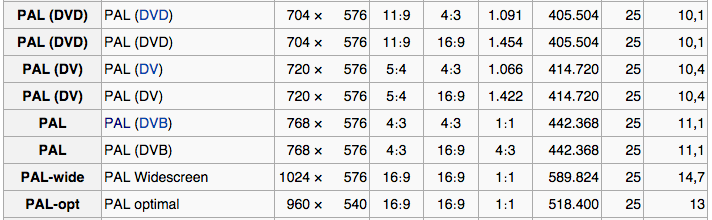 PAL (DVD) PAL (DVD) 704 × 576 11:9 4:3 1.091 405.504 25 10,1
PAL (DVD) PAL (DVD) 704 × 576 11:9 16:9 1.454 405.504 25 10,1
PAL (DV) PAL (DV) 720 × 576 5:4 4:3 1.066 414.720 25 10,4
PAL (DV) PAL (DV) 720 × 576 5:4 16:9 1.422 414.720 25 10,4
PAL PAL (DVB) 768 × 576 4:3 4:3 1:1 442.368 25 11,1
PAL PAL (DVB) 768 × 576 4:3 16:9 4:3 442.368 25 11,1
PAL-wide PAL Widescreen 1024 × 576 16:9 16:9 1:1 589.824 25 14,7
PAL-opt PAL optimal 960 × 540 16:9 16:9 1:1 518.400 25 13